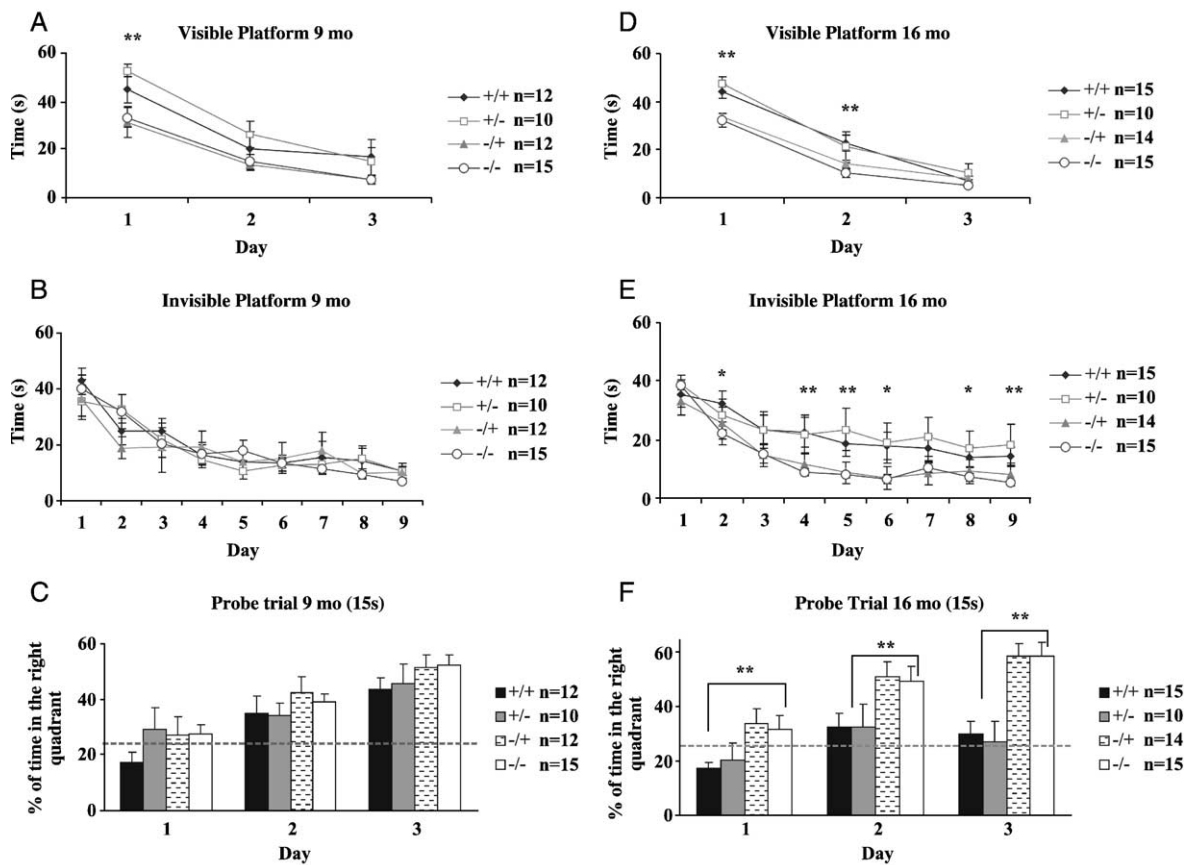 A
Visible Platform 9 mo
**
60
40
20
0
Time (s)
1 2 3
Day
+/+ n=12
+/- n=10
-/+ n=12
-/- n=15
B
Invisible Platform 9 mo
60
40
20
0
Time (s)
1 2 3 4 5 6 7 8 9
Day
+/+ n=12
+/- n=10
-/+ n=12
-/- n=15
C
Probe trial 9 mo (15s)
% of time in the right
quadrant
60
40
20
0
1 2 3
Day
+/+ n=12
+/- n=10
-/+ n=12
-/- n=15
D
Visible Platform 16 mo
** **
60
40
20
0
Time (s)
1 2 3
Day
+/+ n=15
+/- n=10
-/+ n=14
-/- n=15
E
Invisible Platform 16 mo
* ** ** * * **
60
40
20
0
Time (s)
1 2 3 4 5 6 7 8 9
Day
+/+ n=15
+/- n=10
-/+ n=14
-/- n=15
F
Probe Trial 16 mo (15s)
** ** **
% of time in the right
quadrant
60
40
20
0
1 2 3
Day
+/+ n=15
+/- n=10
-/+ n=14
-/- n=15